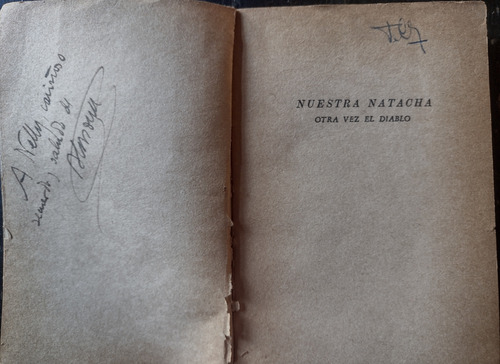 A Nelly cariñoso
recuerdo y saludo de
NUESTRA NATACHA
OTRA VEZ EL DIABLO